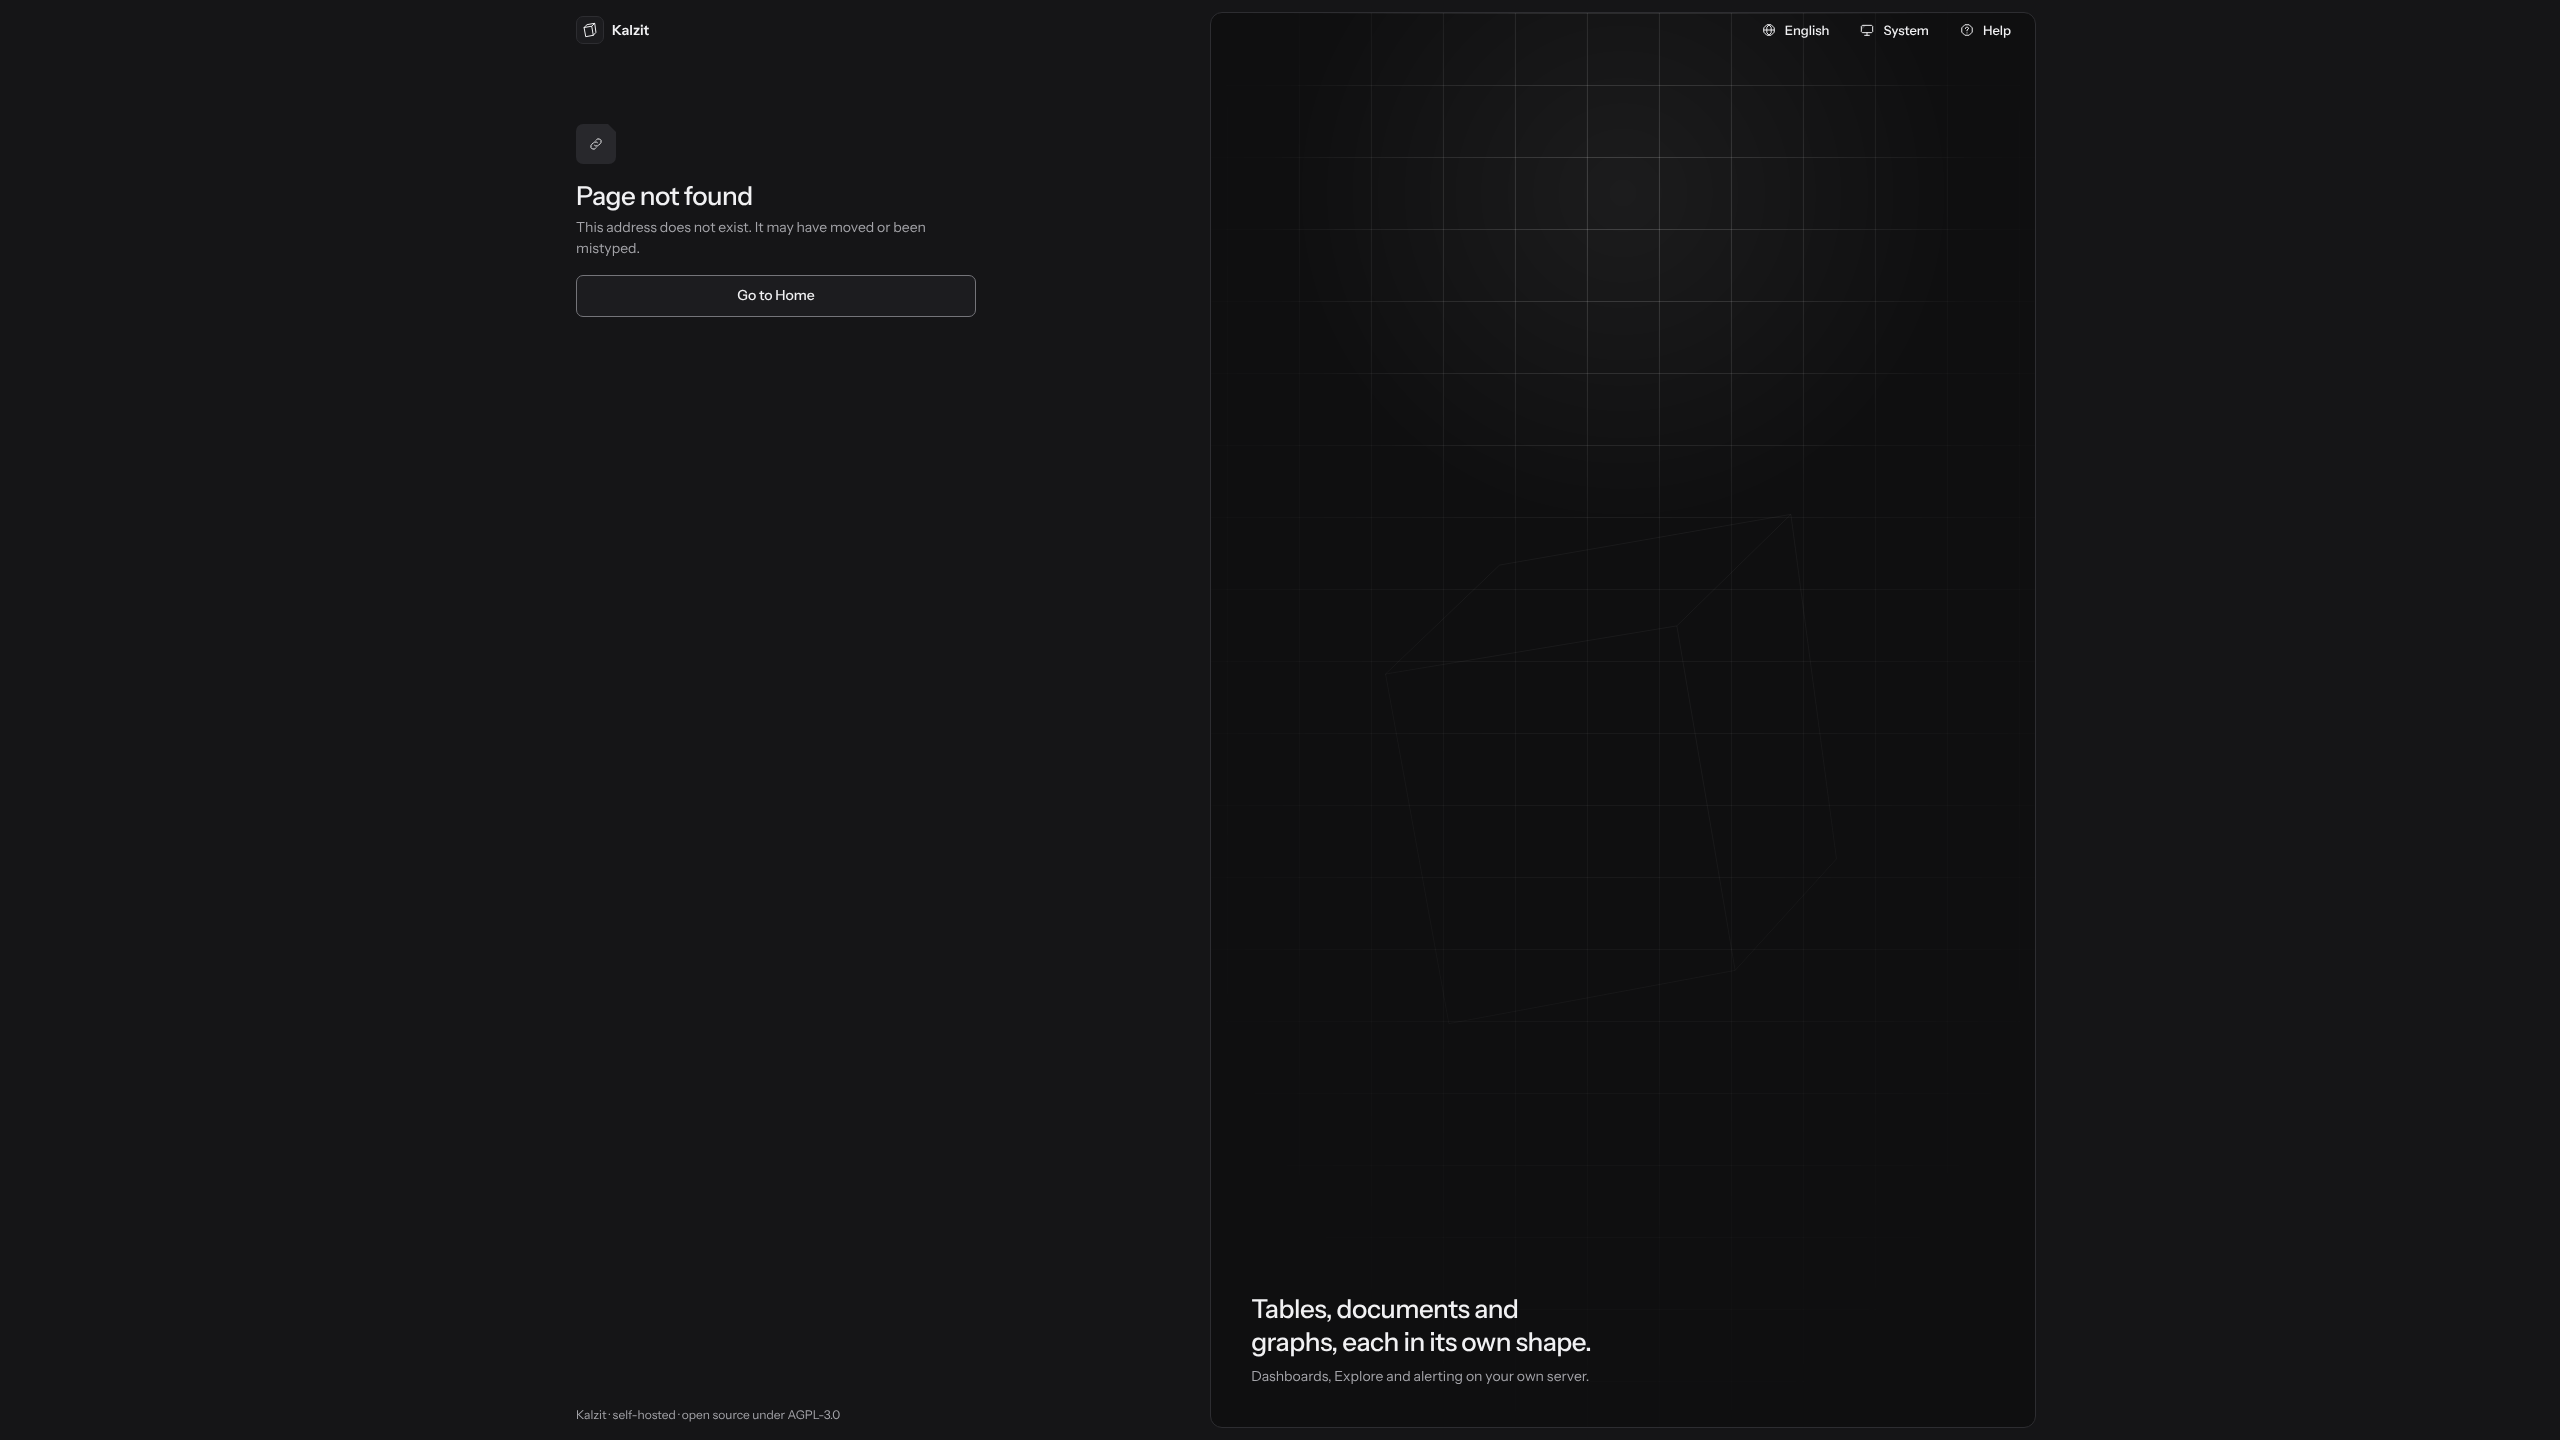 Kalzit
English
System
Help
Page not found
This address does not exist. It may have moved or been
mistyped.
Go to Home
Tables, documents and
graphs, each in its own shape.
Dashboards, Explore and alerting on your own server.
Kalzit · self-hosted · open source under AGPL-3.0